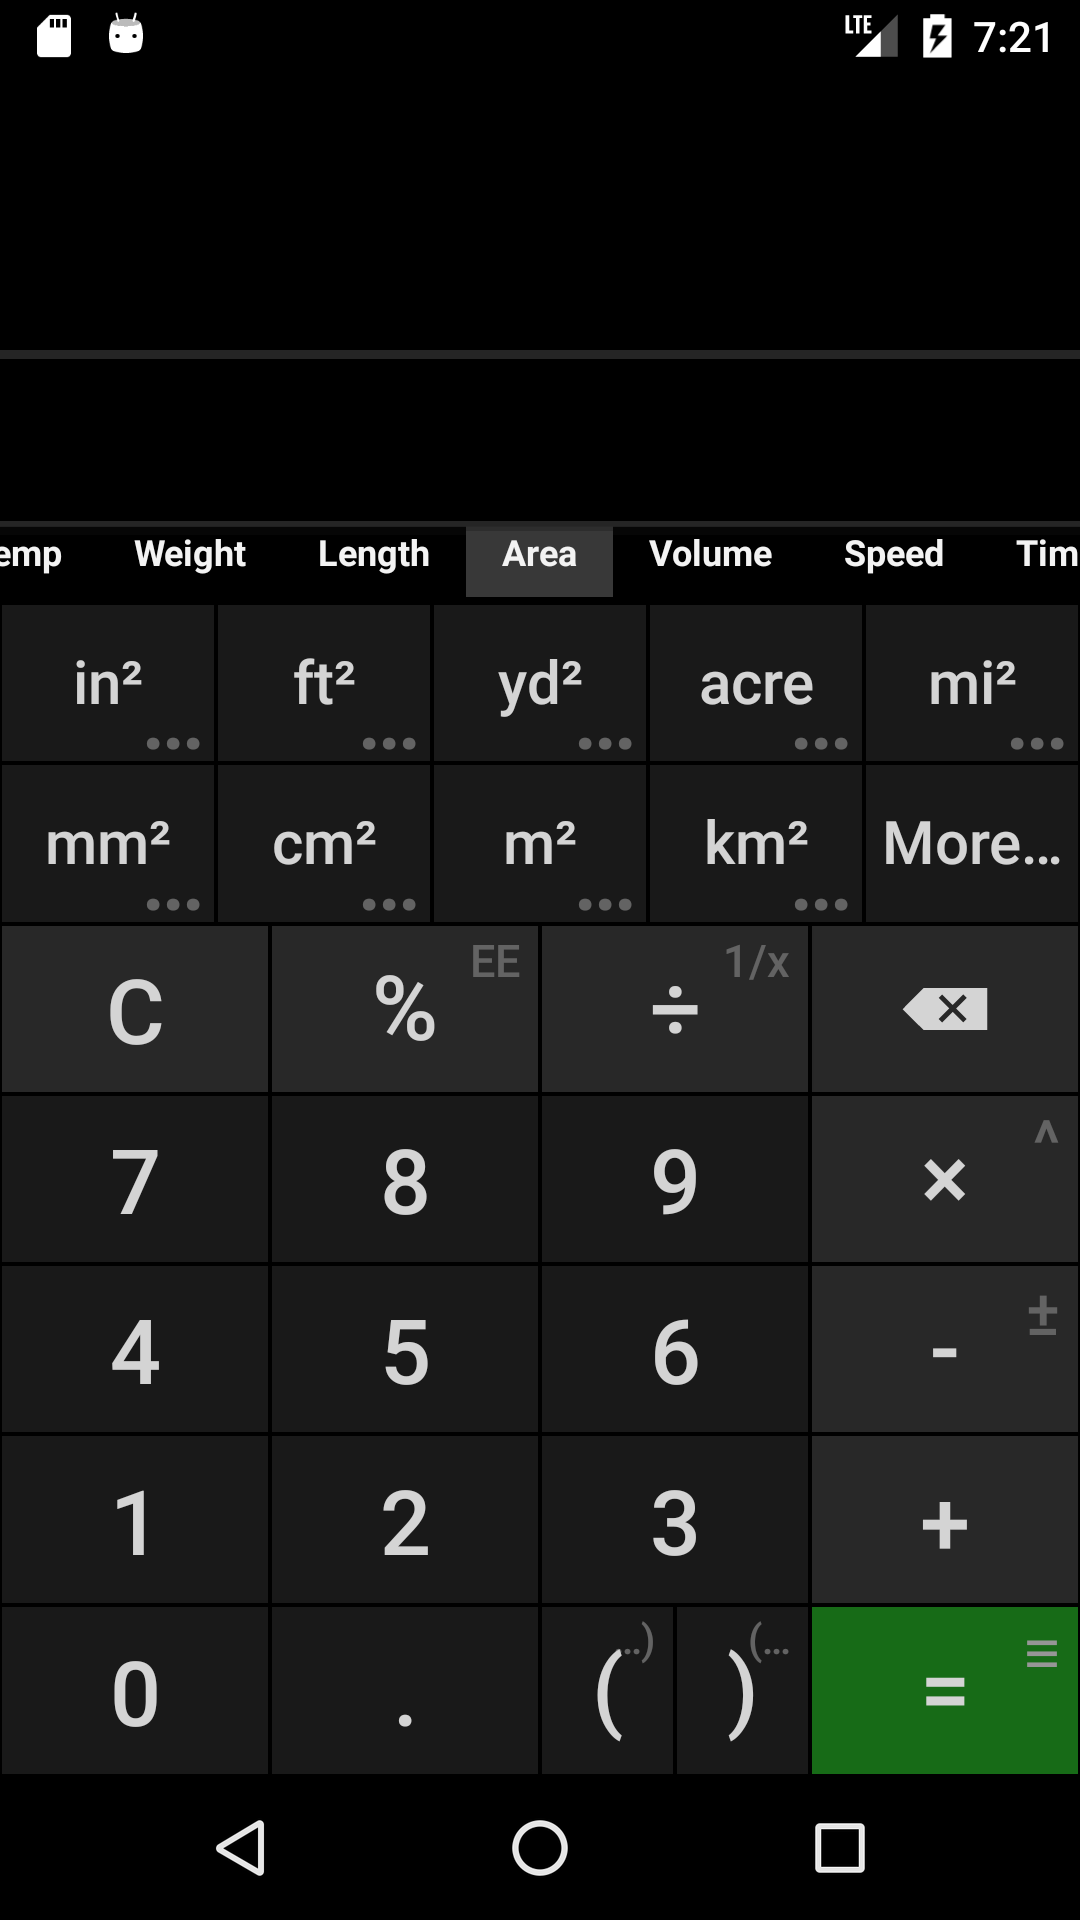 LTE 7:21
emp Weight Length Area Volume Speed Tim
in² ft² yd² acre mi²
mm² cm² m² km² More...
C % EE ÷ 1/x
7 8 9 × ^
4 5 6 - ±
1 2 3 +
0 . ( ..) ) (... =